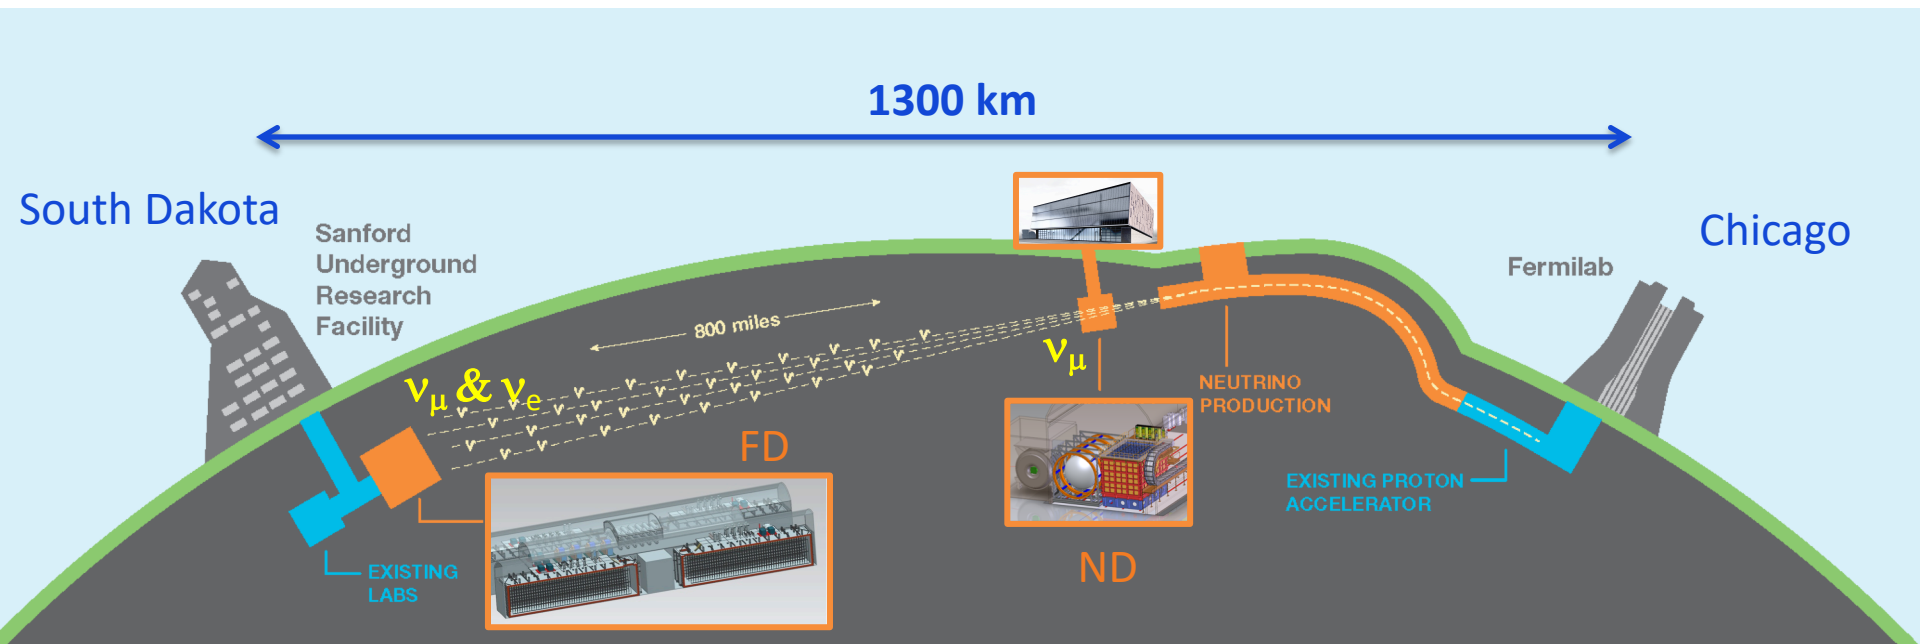 1300 km
South Dakota
Chicago
Sanford
Underground
Research
Facility
Fermilab
800 miles
νμ & νe
νμ
NEUTRINO
PRODUCTION
FD
EXISTING PROTON
ACCELERATOR
ND
EXISTING
LABS